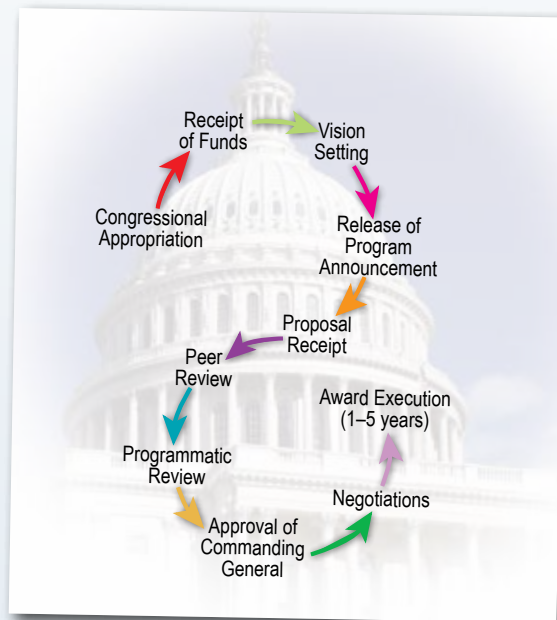 Congressional
Appropriation
Receipt
of Funds
Vision
Setting
Release of
Program
Announcement
Proposal
Receipt
Peer
Review
Programmatic
Review
Approval of
Commanding
General
Negotiations
Award Execution
(1–5 years)